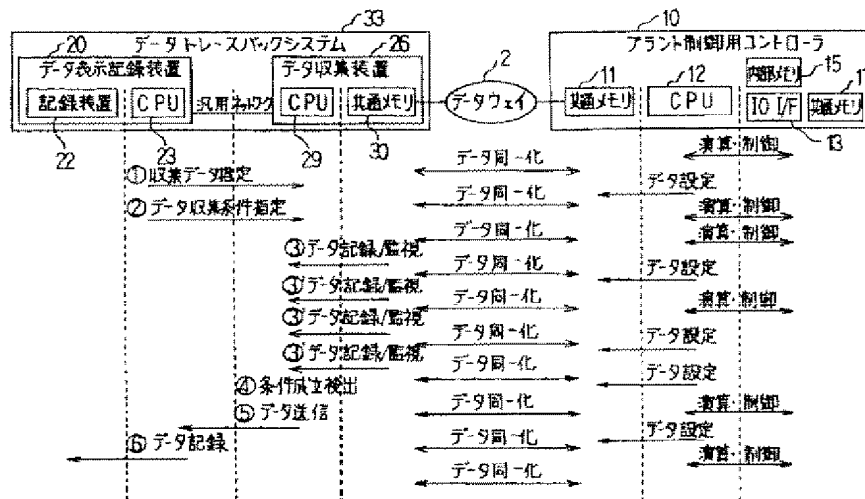 33
10
データトレースバックシステム
プラント制御用コントローラ
20
26
2
データ表示記録装置
データ収集装置
11
12
内部メモリ
15
記録装置
CPU
汎用ネットワーク
CPU
共通メモリ
データウェイ
共通メモリ
CPU
IO I/F
共通メモリ
22
23
29
30
13
データ同一化
演算・制御
①収集データ指定
データ同一化
データ設定
②データ収集条件指定
演算・制御
データ同一化
演算・制御
③データ記録/監視
データ同一化
データ設定
③データ記録/監視
データ同一化
演算・制御
③データ記録/監視
データ同一化
データ設定
③データ記録/監視
データ同一化
データ設定
④条件成立検出
⑤データ送信
データ同一化
演算・制御
⑥データ記録
データ同一化
データ設定
演算・制御
データ同一化